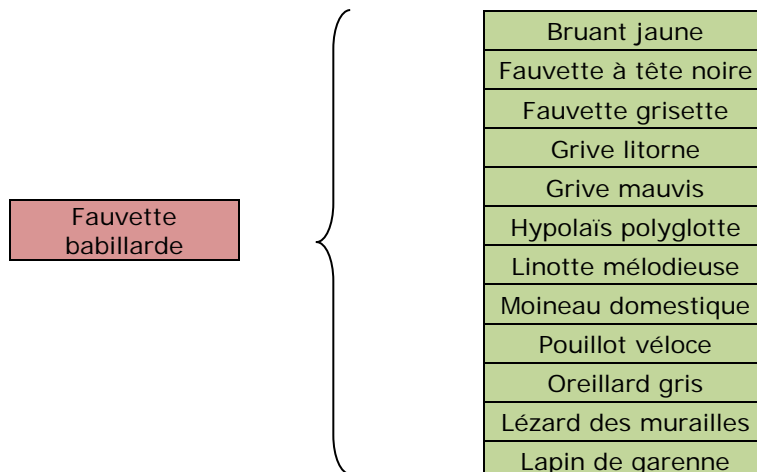 Bruant jaune
Fauvette à tête noire
Fauvette grisette
Grive litorne
Grive mauvis
Fauvette
babillarde
Hypolaïs polyglotte
Linotte mélodieuse
Moineau domestique
Pouillot véloce
Oreillard gris
Lézard des murailles
Lapin de garenne